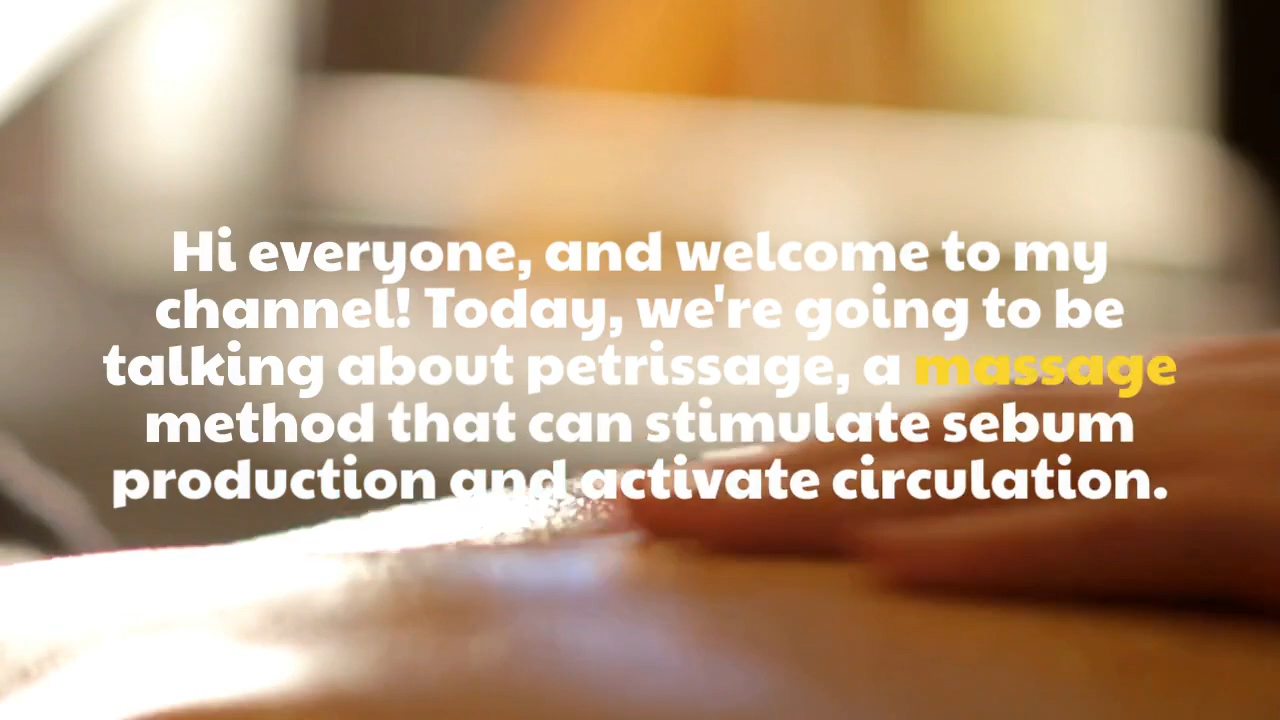 Hi everyone, and welcome to my
channel! Today, we're going to be
talking about petrissage, a massage
method that can stimulate sebum
production and activate circulation.